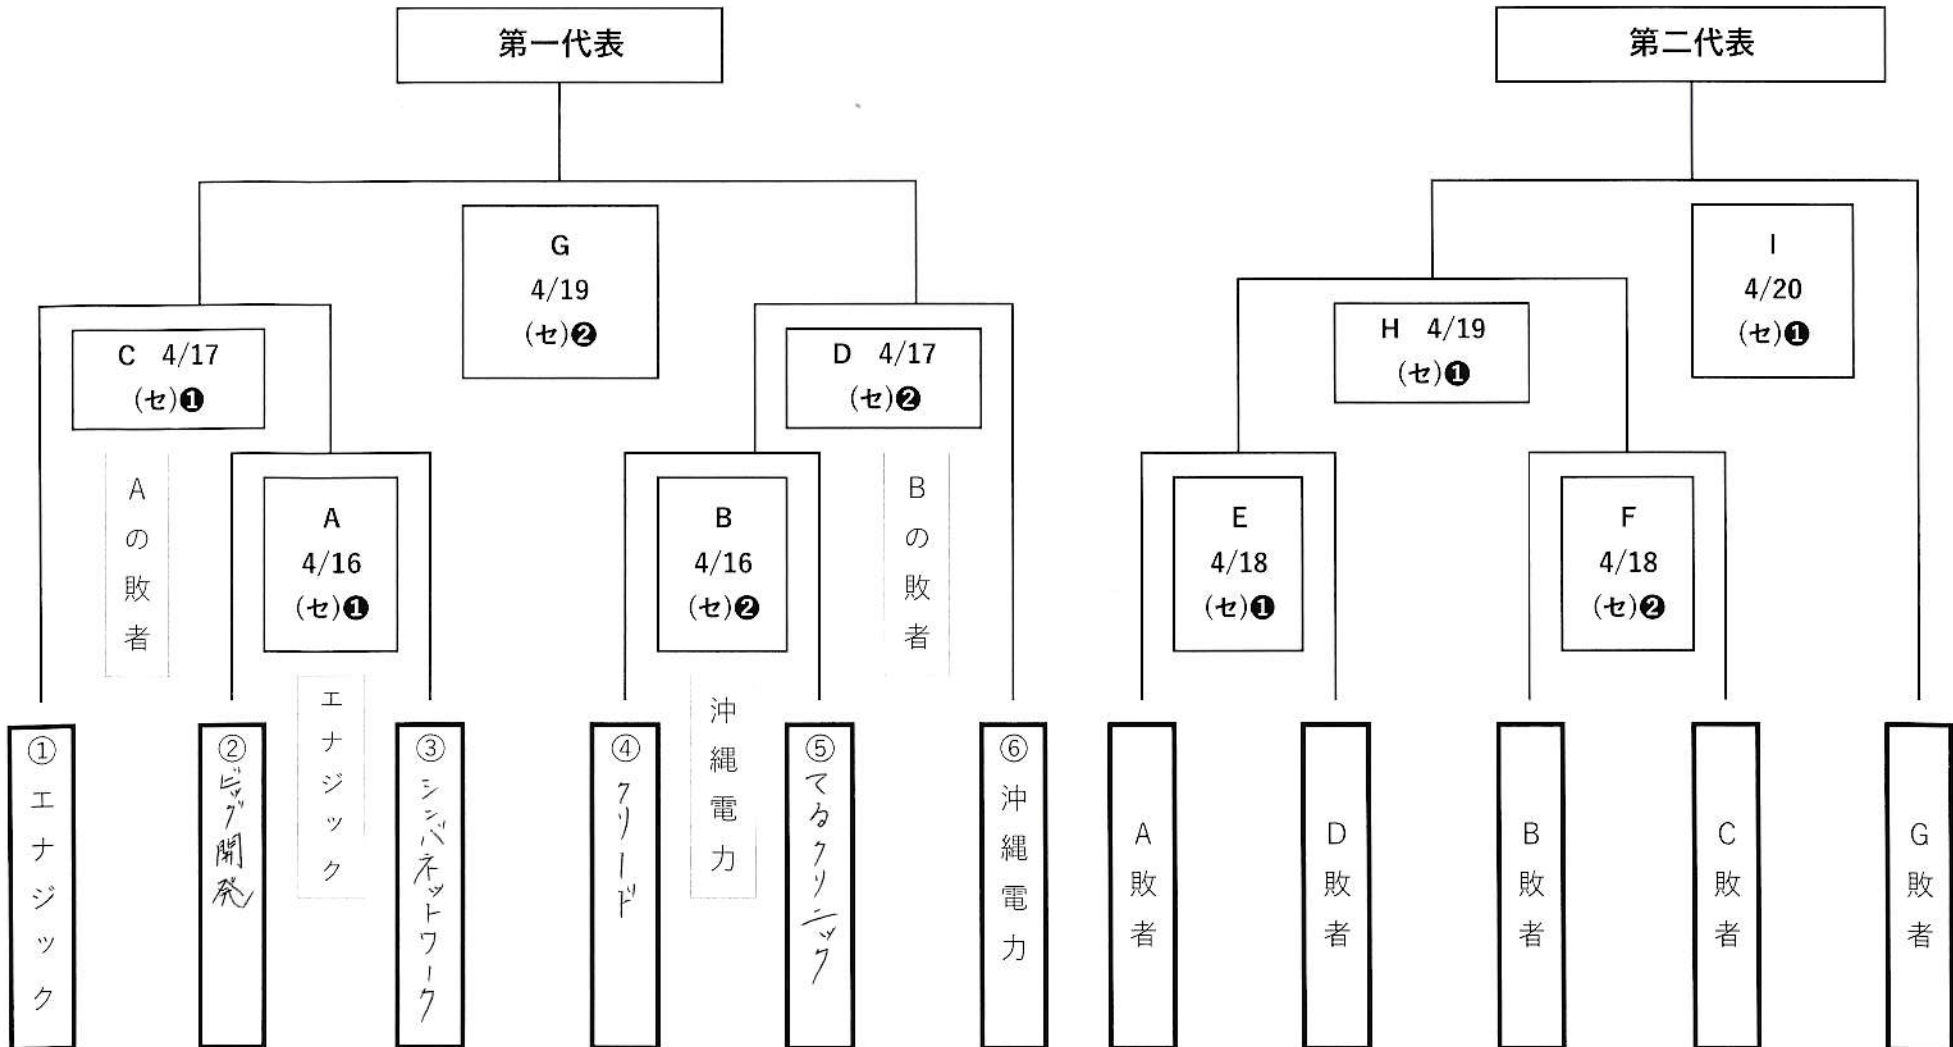 第一代表
第二代表
G
4/19
(セ)❷
I
4/20
(セ)❶
C 4/17
(セ)❶
D 4/17
(セ)❷
H 4/19
(セ)❶
Aの敗者
A
4/16
(セ)❶
B
4/16
(セ)❷
Bの敗者
E
4/18
(セ)❶
F
4/18
(セ)❷
①エナジック
②ビッグ開発
エナジック
③シンバネットワーク
④クリード
沖縄電力
⑤てるクリニック
⑥沖縄電力
A敗者
D敗者
B敗者
C敗者
G敗者